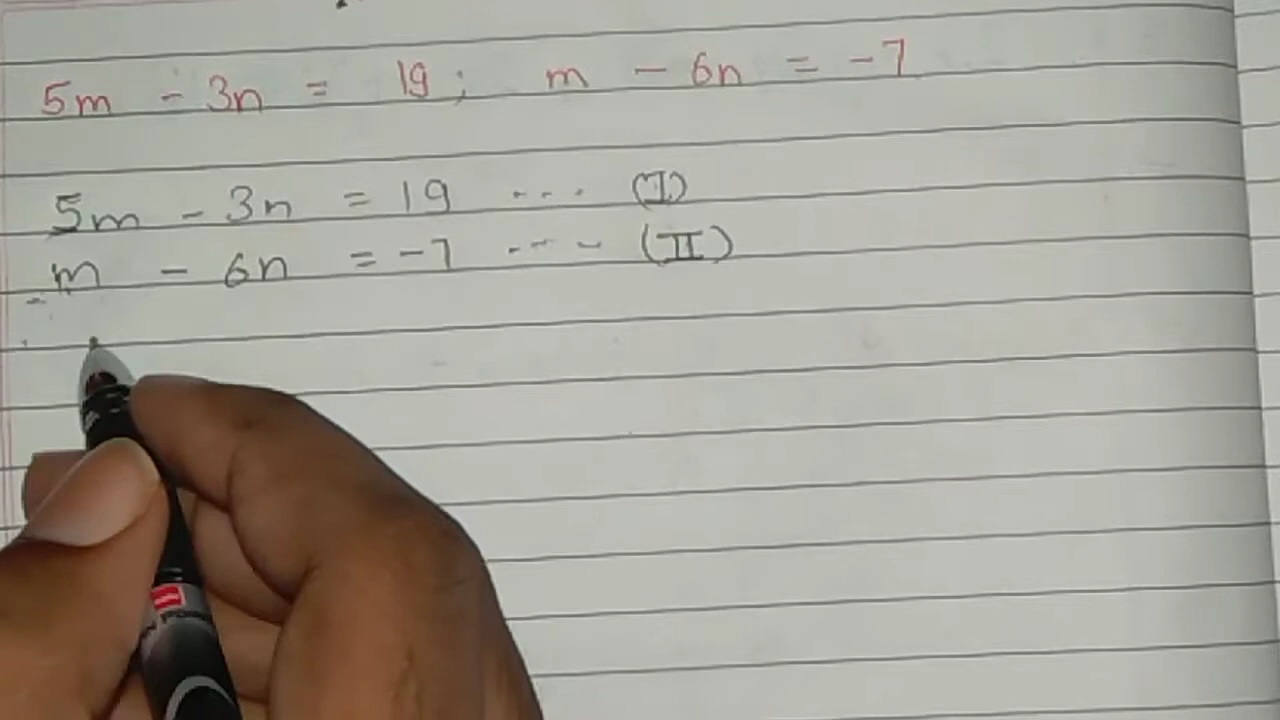 5m - 3n = 19 ; m - 6n = -7
5m - 3n = 19 ... (I)
m - 6n = -7 ... (II)